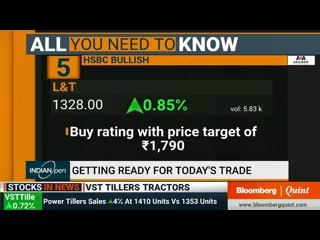 ALL YOU NEED TO KNOW
5
HSBC BULLISH
L&T
1328.00
0.85%
vol: 5.83 k
Buy rating with price target of
₹1,790
INDIAN open
GETTING READY FOR TODAY'S TRADE
STOCKS IN NEWS
VST TILLERS TRACTORS
Bloomberg Quint
VSTTille
0.72%
Power Tillers Sales ▲4% At 1410 Units Vs 1353 Units
www.bloombergquint.com